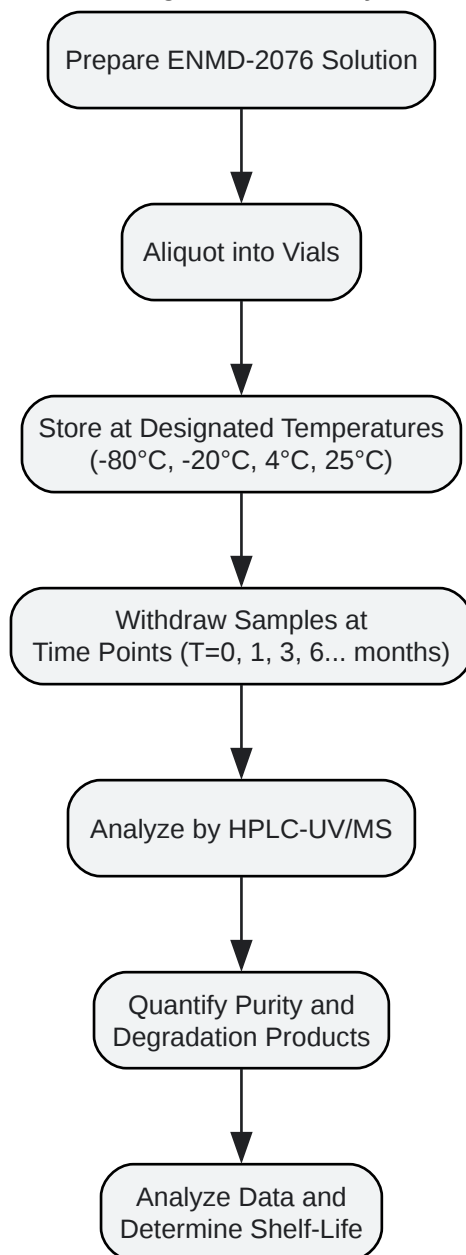 Prepare ENMD-2076 Solution
Aliquot into Vials
Store at Designated Temperatures
(-80°C, -20°C, 4°C, 25°C)
Withdraw Samples at
Time Points (T=0, 1, 3, 6... months)
Analyze by HPLC-UV/MS
Quantify Purity and
Degradation Products
Analyze Data and
Determine Shelf-Life